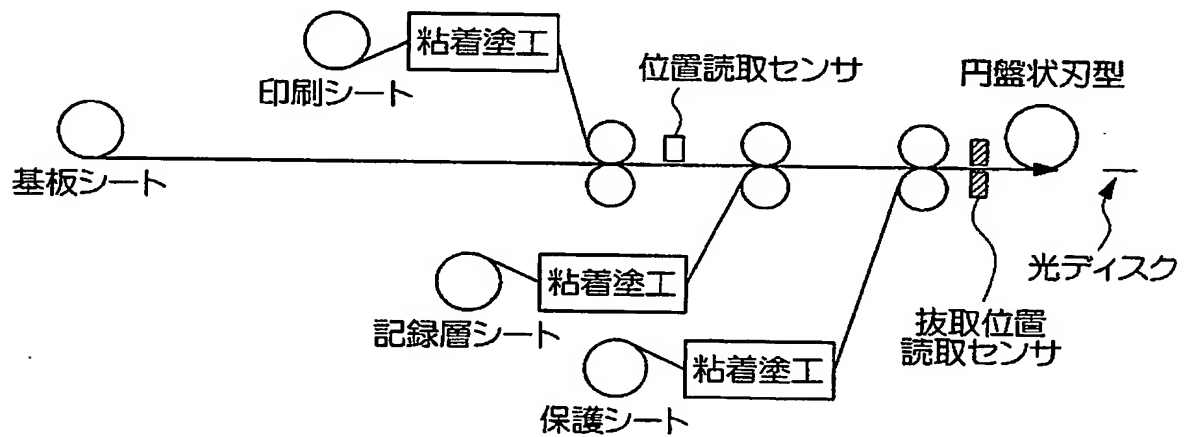 粘着塗工
印刷シート
位置読取センサ
円盤状刃型
基板シート
粘着塗工
記録層シート
光ディスク
抜取位置
読取センサ
粘着塗工
保護シート